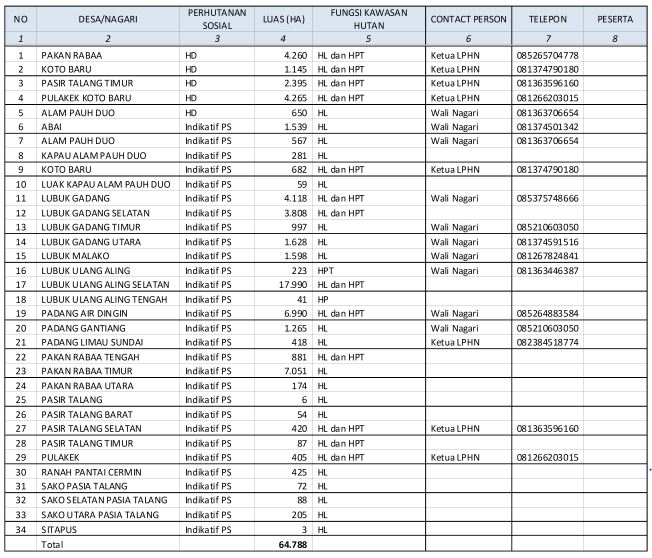 NO DESA/NAGARI PERHUTANAN SOSIAL LUAS (HA) FUNGSI KAWASAN HUTAN CONTACT PERSON TELEPON PESERTA
1 2 3 4 5 6 7 8
1 PAKAN RABAA HD 4.260 HL dan HPT Ketua LPHN 085265704778
2 KOTO BARU HD 1.145 HL dan HPT Ketua LPHN 081374790180
3 PASIR TALANG TIMUR HD 2.395 HL dan HPT Ketua LPHN 081363596160
4 PULAKEK KOTO BARU HD 4.265 HL dan HPT Ketua LPHN 081266203015
5 ALAM PAUH DUO HD 650 HL Wali Nagari 081363706654
6 ABAI Indikatif PS 1.539 HL dan HPT Wali Nagari 081374501342
7 ALAM PAUH DUO Indikatif PS 567 HL dan HPT Wali Nagari 081363706654
8 KAPAU ALAM PAUH DUO Indikatif PS 281 HL
9 KOTO BARU Indikatif PS 682 HL dan HPT Ketua LPHN 081374790180
10 LUAK KAPAU ALAM PAUH DUO Indikatif PS 59 HL
11 LUBUK GADANG Indikatif PS 4.118 HL dan HPT Wali Nagari 085375748666
12 LUBUK GADANG SELATAN Indikatif PS 3.808 HL dan HPT
13 LUBUK GADANG TIMUR Indikatif PS 997 HL Wali Nagari 085210603050
14 LUBUK GADANG UTARA Indikatif PS 1.628 HL Wali Nagari 081374591516
15 LUBUK MALAKO Indikatif PS 1.598 HL Wali Nagari 081267824841
16 LUBUK ULANG ALING Indikatif PS 223 HPT Wali Nagari 081363446387
17 LUBUK ULANG ALING SELATAN Indikatif PS 17.990 HL dan HPT
18 LUBUK ULANG ALING TENGAH Indikatif PS 41 HP
19 PADANG AIR DINGIN Indikatif PS 6.990 HL dan HPT Wali Nagari 085264883584
20 PADANG GANTIANG Indikatif PS 1.265 HL Wali Nagari 085210603050
21 PADANG LIMAU SUNDAI Indikatif PS 418 HL Ketua LPHN 082384518774
22 PAKAN RABAA TENGAH Indikatif PS 881 HL dan HPT
23 PAKAN RABAA TIMUR Indikatif PS 7.051 HL
24 PAKAN RABAA UTARA Indikatif PS 174 HL
25 PASIR TALANG Indikatif PS 6 HL
26 PASIR TALANG BARAT Indikatif PS 54 HL
27 PASIR TALANG SELATAN Indikatif PS 420 HL dan HPT Ketua LPHN 081363596160
28 PASIR TALANG TIMUR Indikatif PS 87 HL dan HPT
29 PULAKEK Indikatif PS 405 HL dan HPT Ketua LPHN 081266203015
30 RANAH PANTAI CERMIN Indikatif PS 425 HL
31 SAKO PASIA TALANG Indikatif PS 72 HL
32 SAKO SELATAN PASIA TALANG Indikatif PS 88 HL
33 SAKO UTARA PASIA TALANG Indikatif PS 205 HL
34 SITAPUS Indikatif PS 3 HL
Total 64.788